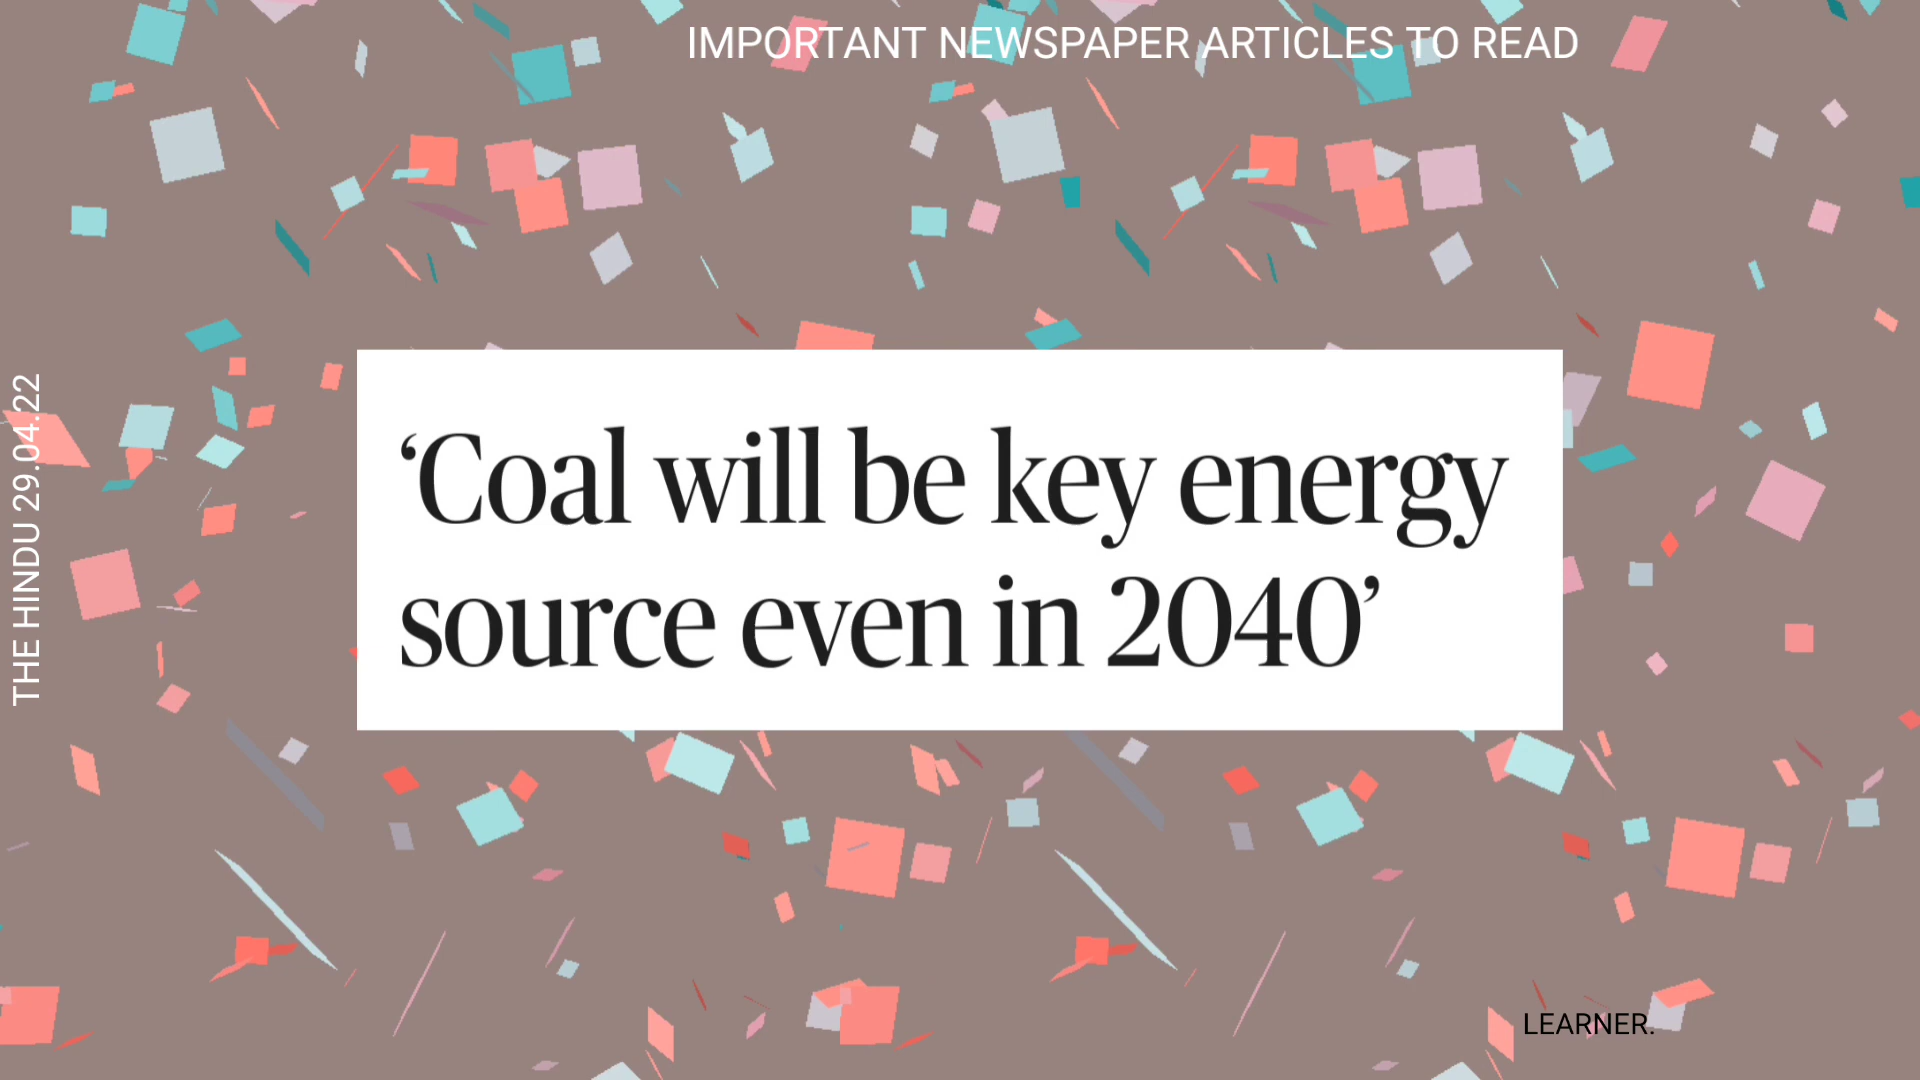 IMPORTANT NEWSPAPER ARTICLES TO READ
THE HINDU 29.04.22
‘Coal will be key energy
source even in 2040’
LEARNER.